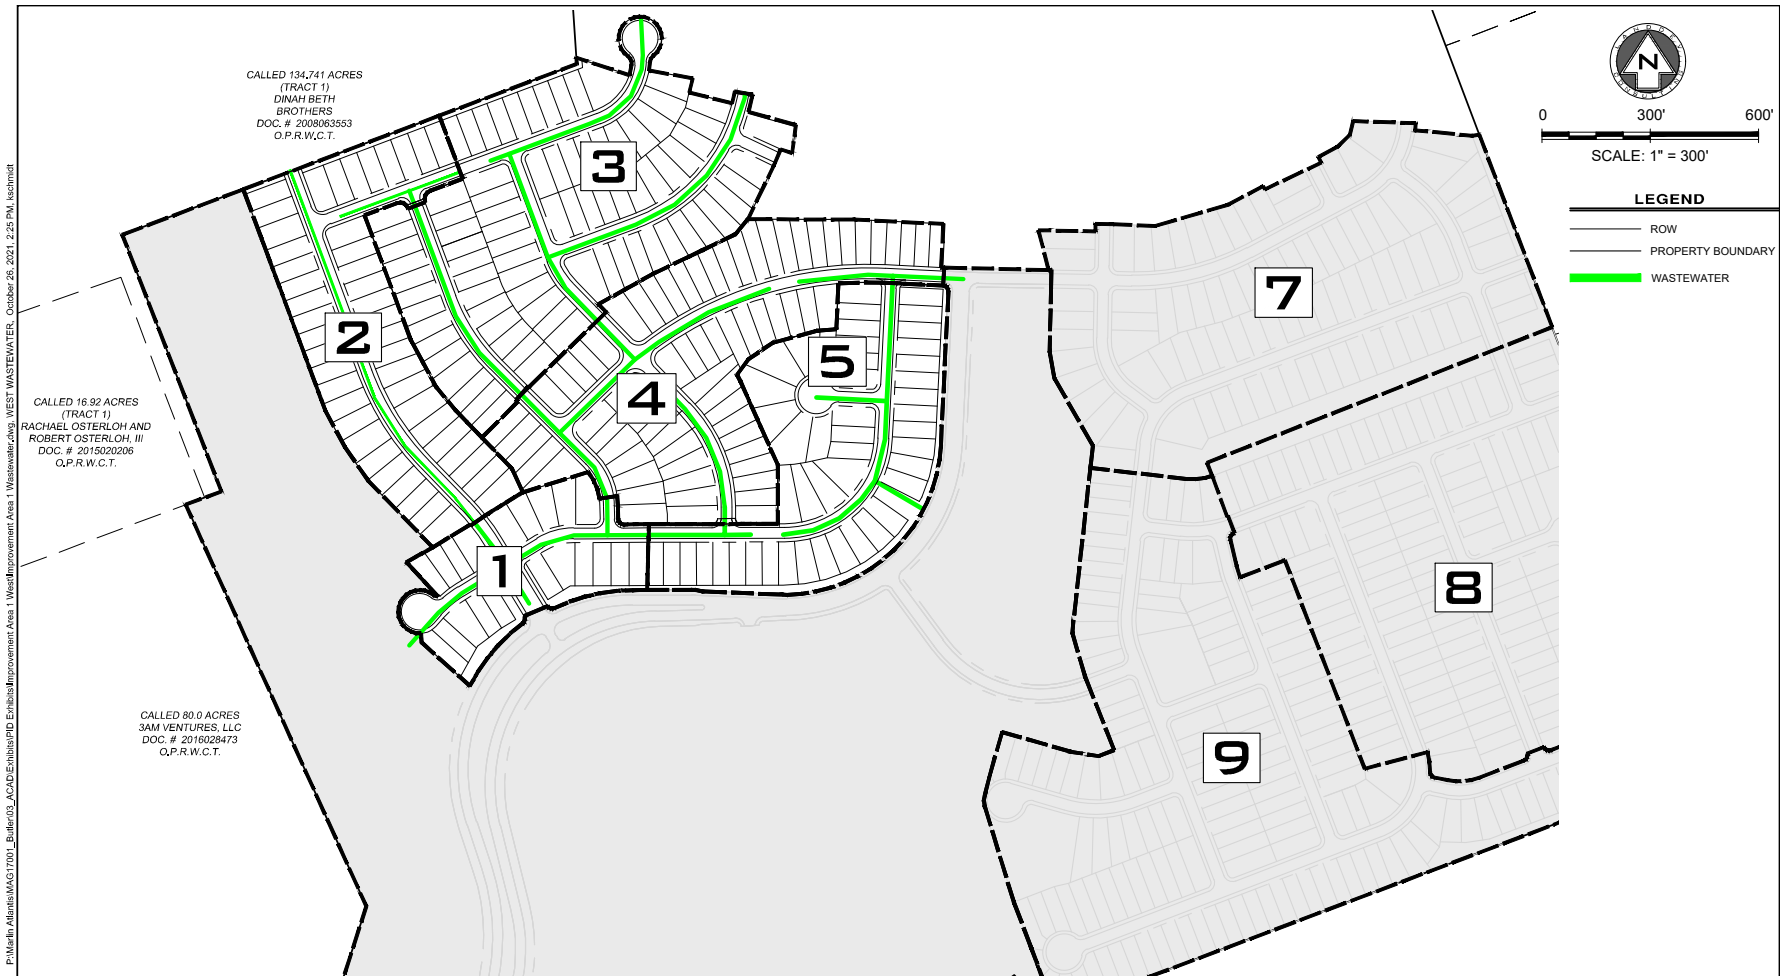 CALLED 134.741 ACRES
(TRACT 1)
DINAH BETH
BROTHERS
DOC. # 2008063553
O.P.R.W.C.T.
CALLED 16.92 ACRES
(TRACT 1)
RACHAEL OSTERLOH AND
ROBERT OSTERLOH, III
DOC. # 2015020206
O.P.R.W.C.T.
CALLED 80.0 ACRES
3AM VENTURES, LLC
DOC. # 2016028473
O.P.R.W.C.T.
1
2
3
4
5
7
8
9
N
0 300' 600'
SCALE: 1" = 300'
LEGEND
ROW
PROPERTY BOUNDARY
WASTEWATER
P:\Marlin Atlantis\MAG17001_Butler\03_ACAD\Exhibits\PID Exhibits\Improvement Area 1 West\Improvement Area 1 Wastewater.dwg, WEST WASTEWATER, October 26, 2021, 2:25 PM, kschmidt